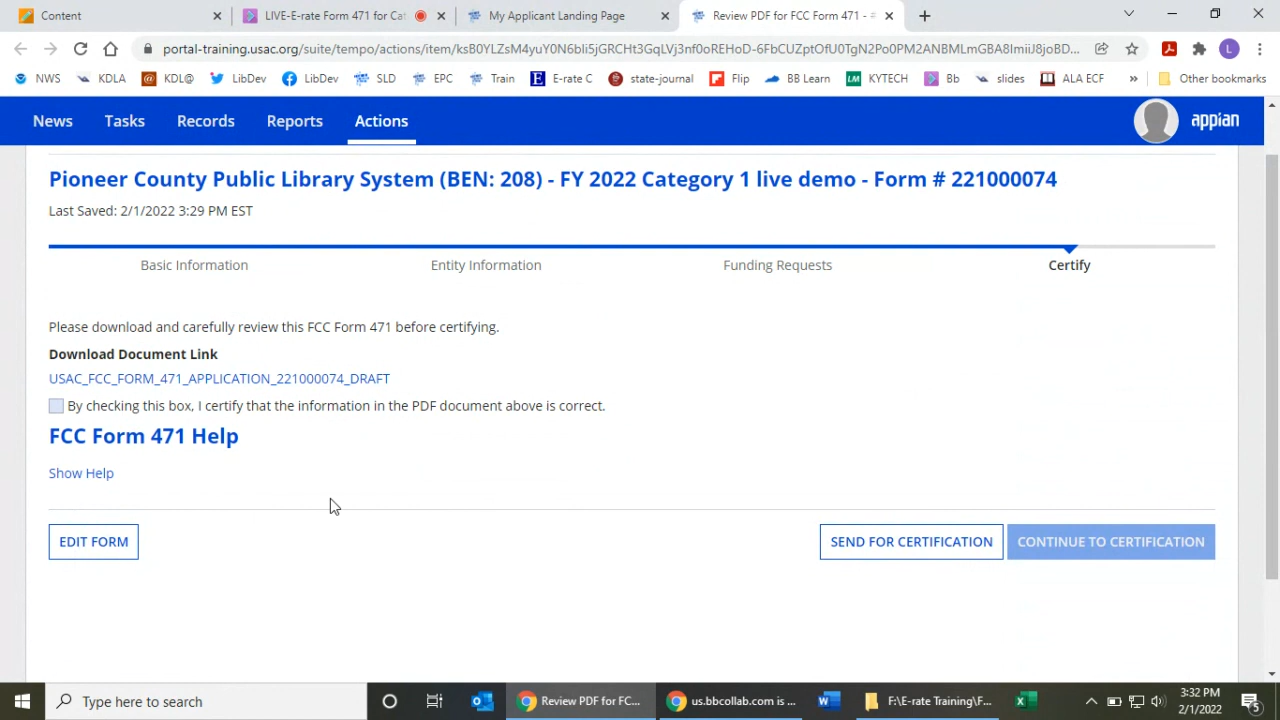 Content
LIVE-E-rate Form 471 for Cat
My Applicant Landing Page
Review PDF for FCC Form 471 -
portal-training.usac.org/suite/tempo/actions/item/
NWS
KDLA
KDL@
LibDev
LibDev
SLD
EPC
Train
E-rate C
state-journal
Flip
BB Learn
KYTECH
Bb
slides
ALA ECF
Other bookmarks
News
Tasks
Records
Reports
Actions
appian
Pioneer County Public Library System (BEN: 208) - FY 2022 Category 1 live demo - Form # 221000074
Last Saved: 2/1/2022 3:29 PM EST
Basic Information
Entity Information
Funding Requests
Certify
Please download and carefully review this FCC Form 471 before certifying.
Download Document Link
USAC_FCC_FORM_471_APPLICATION_221000074_DRAFT
By checking this box, I certify that the information in the PDF document above is correct.
FCC Form 471 Help
Show Help
EDIT FORM
SEND FOR CERTIFICATION
CONTINUE TO CERTIFICATION
Type here to search
Review PDF for FC...
us.bbcollab.com is ...
F:\E-rate Training\F...
3:32 PM
2/1/2022
5